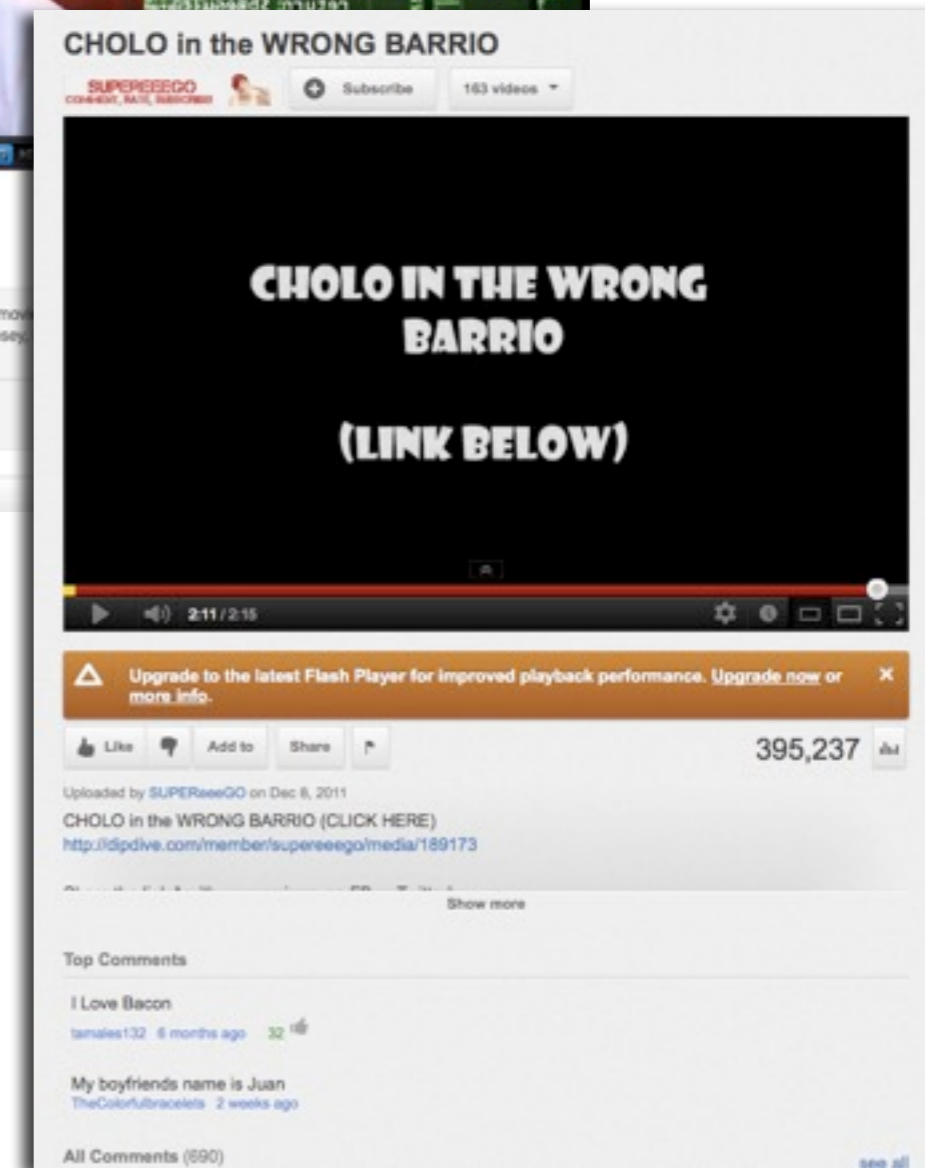 CHOLO in the WRONG BARRIO
SUPEREEEGO
COMMENT, RATE, SUBSCRIBE!
Subscribe
163 videos
CHOLO IN THE WRONG
BARRIO
(LINK BELOW)
2:11 / 2:15
Upgrade to the latest Flash Player for improved playback performance. Upgrade now or
more info.
Like
Add to
Share
395,237
Uploaded by SUPEReeeGO on Dec 8, 2011
CHOLO in the WRONG BARRIO (CLICK HERE)
http://dipdive.com/member/supereeego/media/189173
Show more
Top Comments
I Love Bacon
tamales132 6 months ago 32
My boyfriends name is Juan
TheColorfulbracelets 2 weeks ago
All Comments (690)
see all